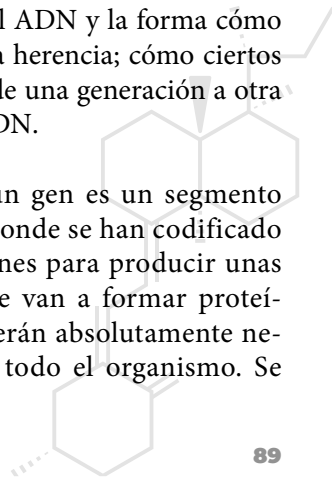 l ADN y la forma cómo
a herencia; cómo ciertos
de una generación a otra
DN.
un gen es un segmento
onde se han codificado
nes para producir unas
e van a formar proteí-
erán absolutamente ne-
todo el organismo. Se
89